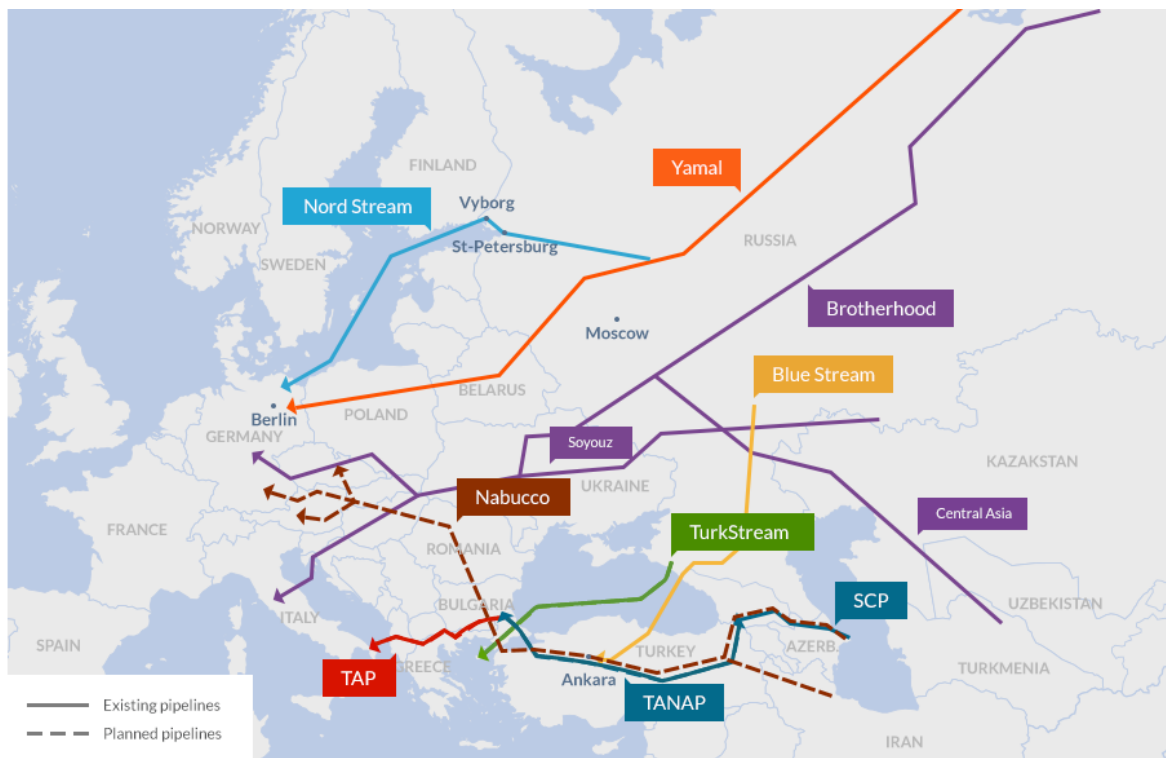 FINLAND
Yamal
Nord Stream
Vyborg
NORWAY
St-Petersburg
RUSSIA
SWEDEN
Brotherhood
Moscow
Blue Stream
BELARUS
POLAND
Berlin
GERMANY
Soyouz
KAZAKHSTAN
UKRAINE
Nabucco
Central Asia
FRANCE
TurkStream
ROMANIA
SCP
BULGARIA
UZBEKISTAN
ITALY
SPAIN
TURKEY
AZERB.
GREECE
TURKMENIA
TAP
Ankara
TANAP
Existing pipelines
Planned pipelines
IRAN